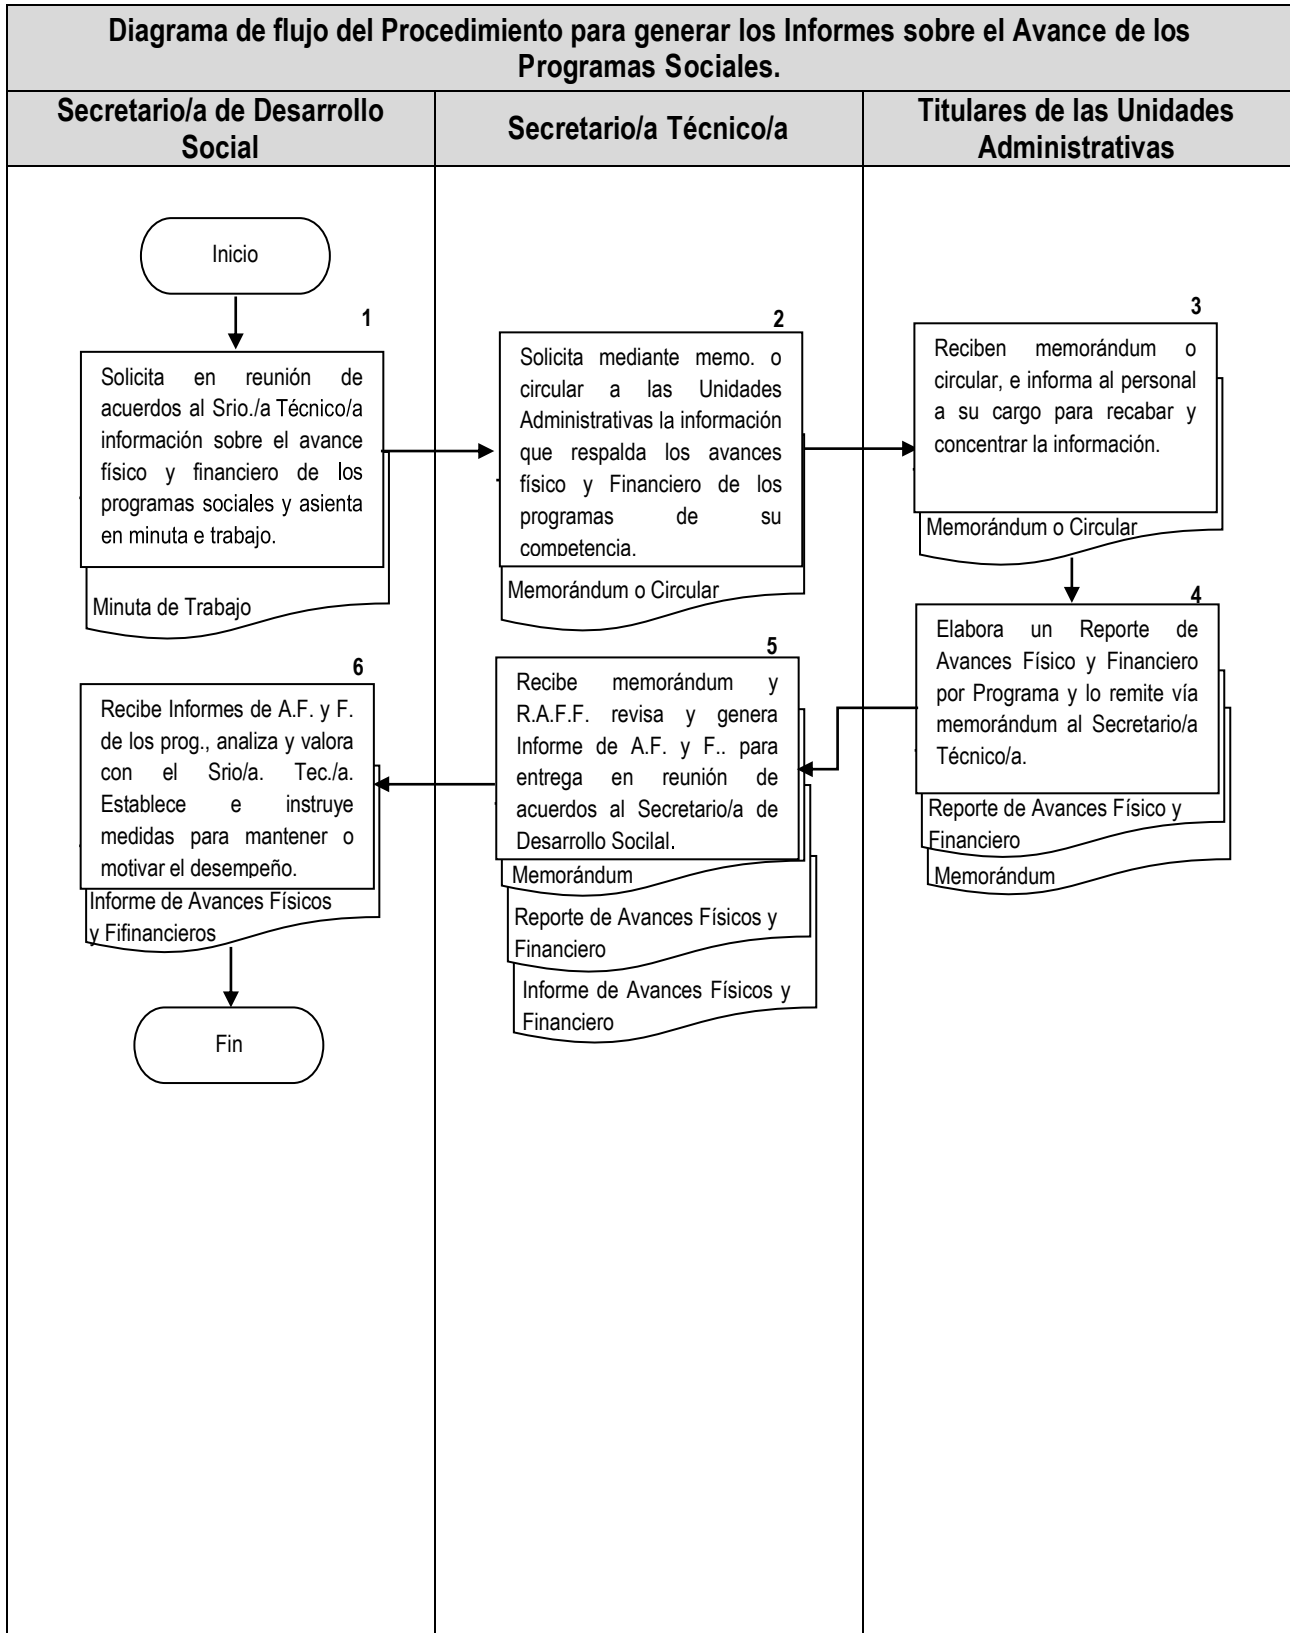 Diagrama de flujo del Procedimiento para generar los Informes sobre el Avance de los
Programas Sociales.
Secretario/a de Desarrollo
Social
Secretario/a Técnico/a
Titulares de las Unidades
Administrativas
Inicio
1
Solicita en reunión de
acuerdos al Srio./a Técnico/a
información sobre el avance
físico y financiero de los
programas sociales y asienta
en minuta e trabajo.
Minuta de Trabajo
2
Solicita mediante memo. o
circular a las Unidades
Administrativas la información
que respalda los avances
físico y Financiero de los
programas de su
competencia.
Memorándum o Circular
3
Reciben memorándum o
circular, e informa al personal
a su cargo para recabar y
concentrar la información.
Memorándum o Circular
4
Elabora un Reporte de
Avances Físico y Financiero
por Programa y lo remite vía
memorándum al Secretario/a
Técnico/a.
Reporte de Avances Físico y
Financiero
Memorándum
5
Recibe memorándum y
R.A.F.F. revisa y genera
Informe de A.F. y F.. para
entrega en reunión de
acuerdos al Secretario/a de
Desarrollo Socilal.
Memorándum
Reporte de Avances Físicos y
Financiero
Informe de Avances Físicos y
Financiero
6
Recibe Informes de A.F. y F.
de los prog., analiza y valora
con el Srio/a. Tec./a.
Establece e instruye
medidas para mantener o
motivar el desempeño.
Informe de Avances Físicos
y Fifinancieros
Fin